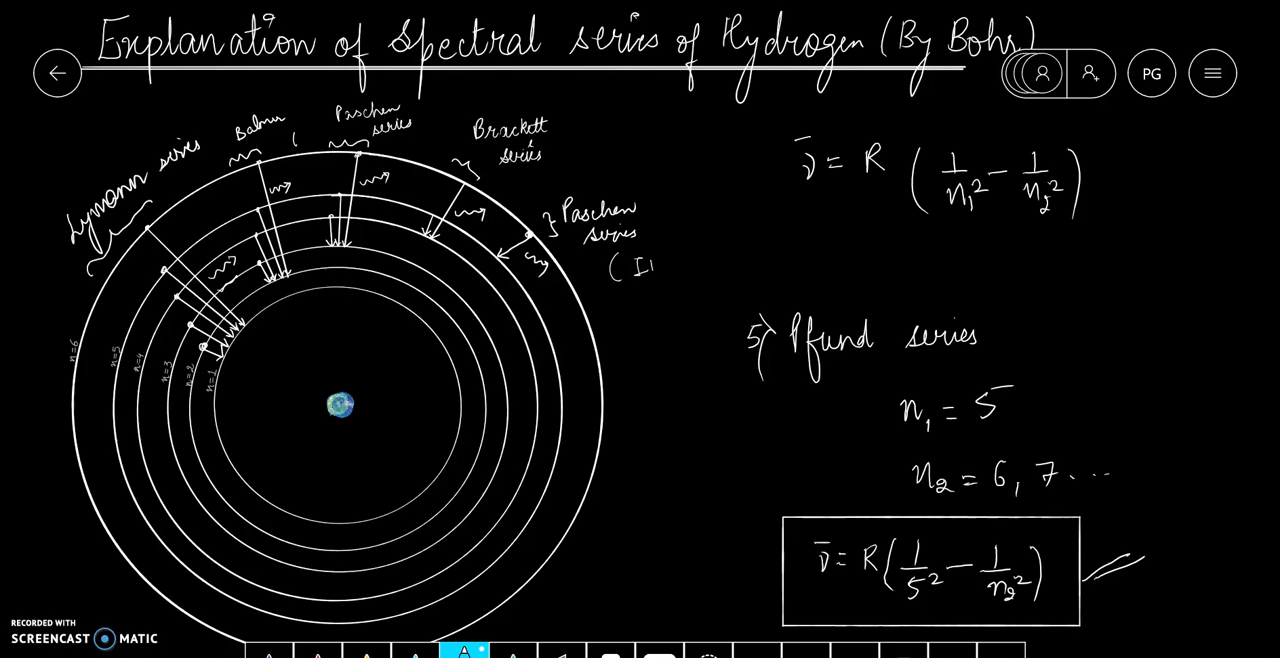 Explanation of Spectral series of Hydrogen (By Bohr)
PG
Lymann series
Balmer (
Paschen
series
Brackett
series
} Paschen
series
( I
ν̄ = R ( 1/n₁² − 1/n₂² )
5) Pfund series
n₁ = 5
n₂ = 6, 7 ...
ν̄ = R ( 1/5² − 1/n₂² )
n=6
n=5
n=4
n=3
n=2
n=1
RECORDED WITH
SCREENCAST MATIC